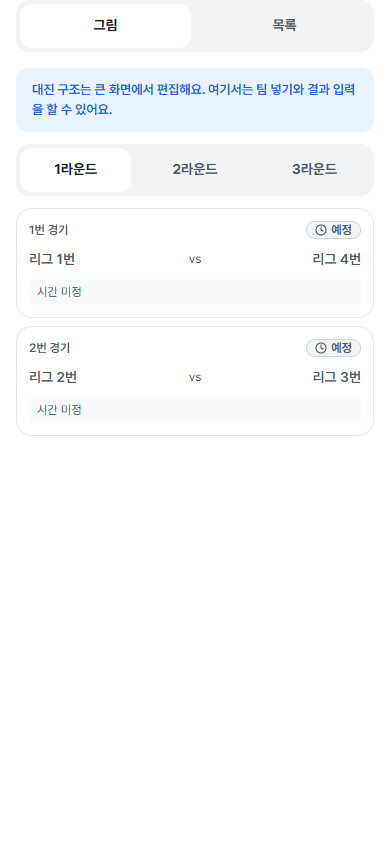 그림 목록
대진 구조는 큰 화면에서 편집해요. 여기서는 팀 넣기와 결과 입력
을 할 수 있어요.
1라운드 2라운드 3라운드
1번 경기 예정
리그 1번 vs 리그 4번
시간 미정
2번 경기 예정
리그 2번 vs 리그 3번
시간 미정